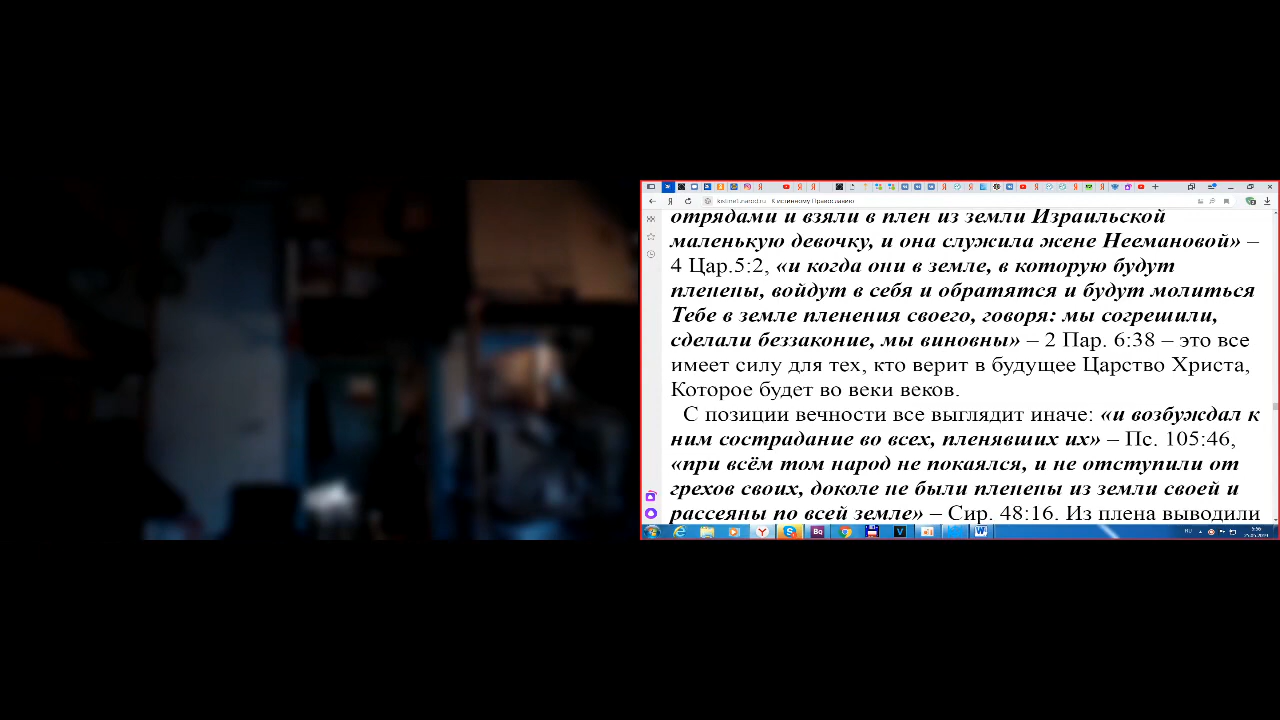 kistine1.narod.ru К истинному Православию
отрядами и взяли в плен из земли Израильской
маленькую девочку, и она служила жене Неемановой» –
4 Цар.5:2, «и когда они в земле, в которую будут
пленены, войдут в себя и обратятся и будут молиться
Тебе в земле пленения своего, говоря: мы согрешили,
сделали беззаконие, мы виновны» – 2 Пар. 6:38 – это все
имеет силу для тех, кто верит в будущее Царство Христа,
Которое будет во веки веков.
С позиции вечности все выглядит иначе: «и возбуждал к
ним сострадание во всех, пленявших их» – Пс. 105:46,
«при всём том народ не покаялся, и не отступили от
грехов своих, доколе не были пленены из земли своей и
рассеяны по всей земле» – Сир. 48:16. Из плена выводили